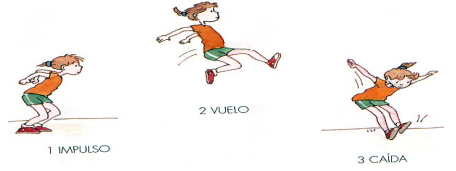 1 IMPULSO
2 VUELO
3 CAÍDA